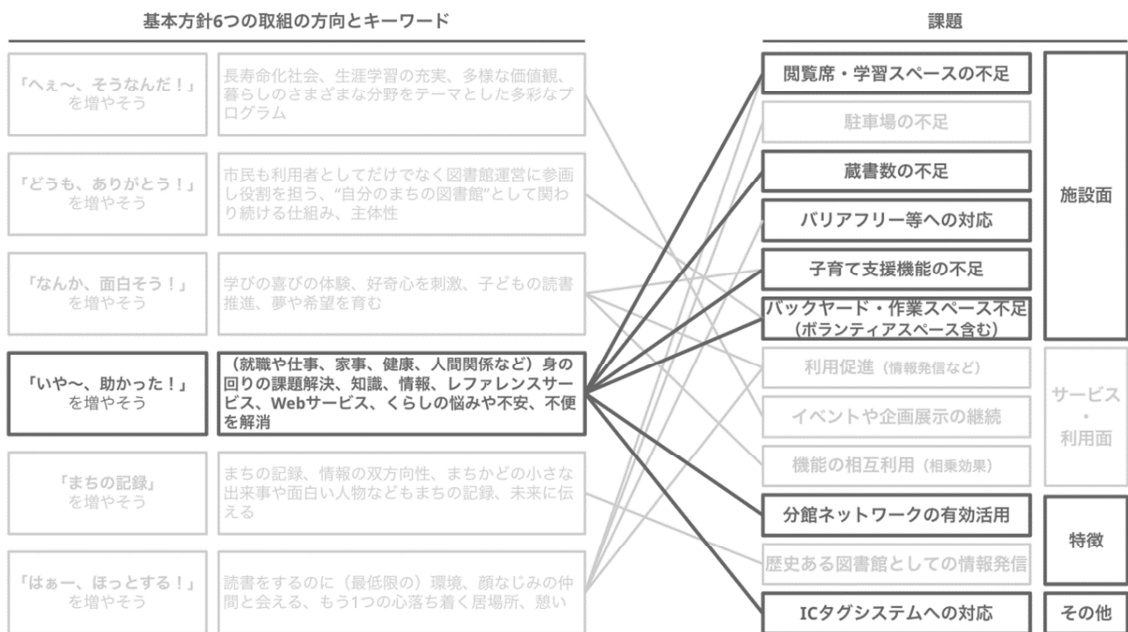 基本方針6つの取組の方向とキーワード
「へぇ〜、そうなんだ！」
を増やそう
長寿命化社会、生涯学習の充実、多様な価値観、
暮らしのさまざまな分野をテーマとした多彩なプ
ログラム
「どうも、ありがとう！」
を増やそう
市民も利用者としてだけでなく図書館運営に参画
し役割を担う、“自分のまちの図書館”として関わ
り続ける仕組み、主体性
「なんか、面白そう！」
を増やそう
学びの喜びの体験、好奇心を刺激、子どもの読書
推進、夢や希望を育む
「いや〜、助かった！」
を増やそう
（就職や仕事、家事、健康、人間関係など）身の
回りの課題解決、知識、情報、レファレンスサー
ビス、Webサービス、くらしの悩みや不安、不便
を解消
「まちの記録」
を増やそう
まちの記録、情報の双方向性、まちかどの小さな
出来事や面白い人物などもまちの記録、未来に伝
える
「はぁー、ほっとする！」
を増やそう
読書をするのに（最低限の）環境、顔なじみの仲
間と会える、もう1つの心落ち着く居場所、憩い
課題
閲覧席・学習スペースの不足
駐車場の不足
蔵書数の不足
バリアフリー等への対応
子育て支援機能の不足
バックヤード・作業スペース不足
（ボランティアスペース含む）
施設面
利用促進（情報発信など）
イベントや企画展示の継続
機能の相互利用（相乗効果）
サービス
・
利用面
分館ネットワークの有効活用
歴史ある図書館としての情報発信
特徴
ICタグシステムへの対応
その他